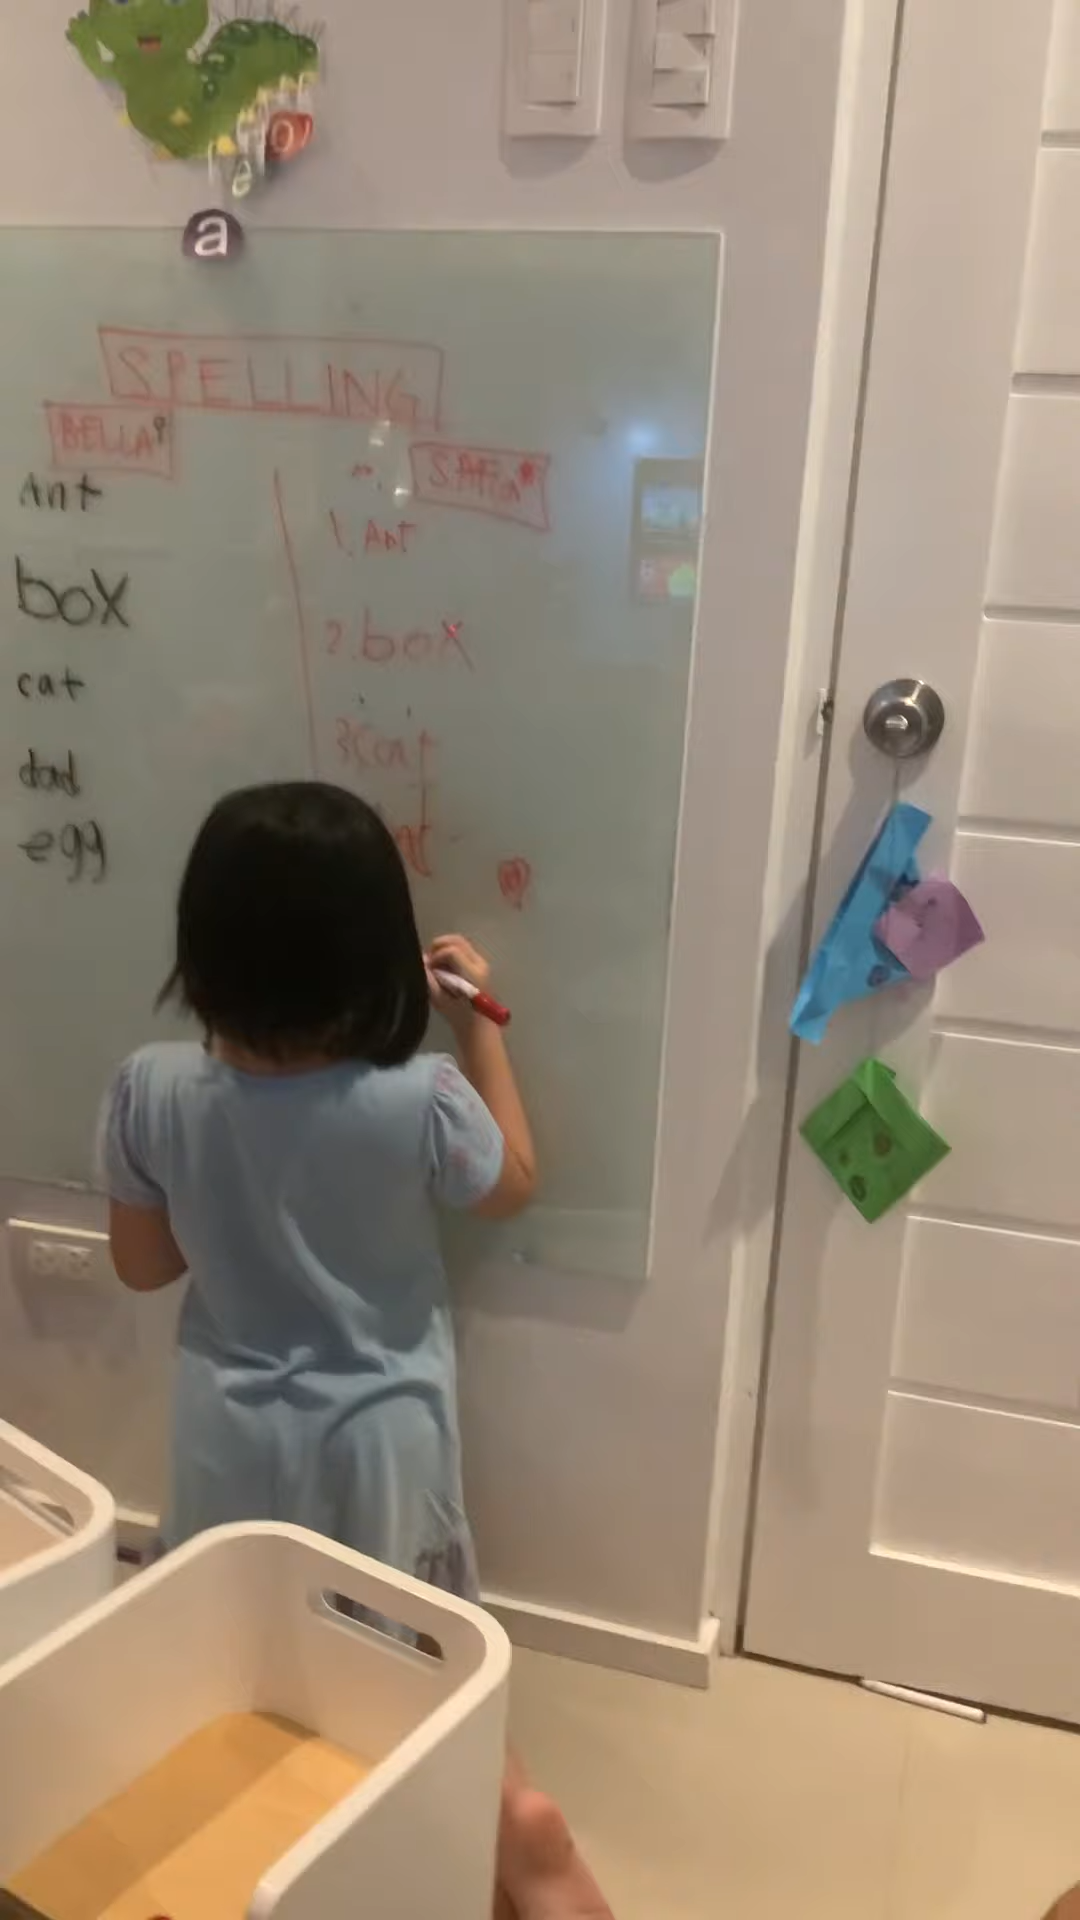 e
a
SPELLING
BELLA
SAFia
Ant
box
cat
dad
egg
1. Ant
2. box
3 Cat